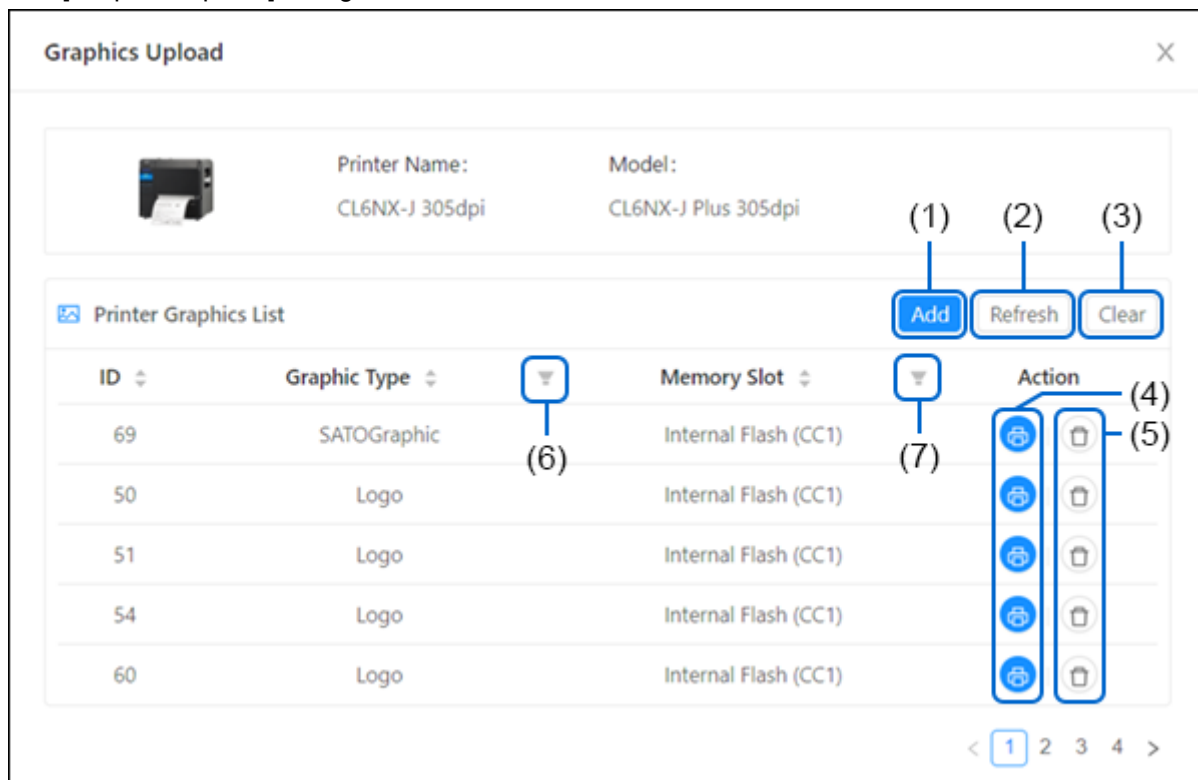 Graphics Upload
Printer Name: Model:
CL6NX-J 305dpi CL6NX-J Plus 305dpi
(1) (2) (3)
Printer Graphics List Add Refresh Clear
ID Graphic Type Memory Slot Action
(4)
69 SATOGraphic Internal Flash (CC1) (5)
(6) (7)
50 Logo Internal Flash (CC1)
51 Logo Internal Flash (CC1)
54 Logo Internal Flash (CC1)
60 Logo Internal Flash (CC1)
< 1 2 3 4 >